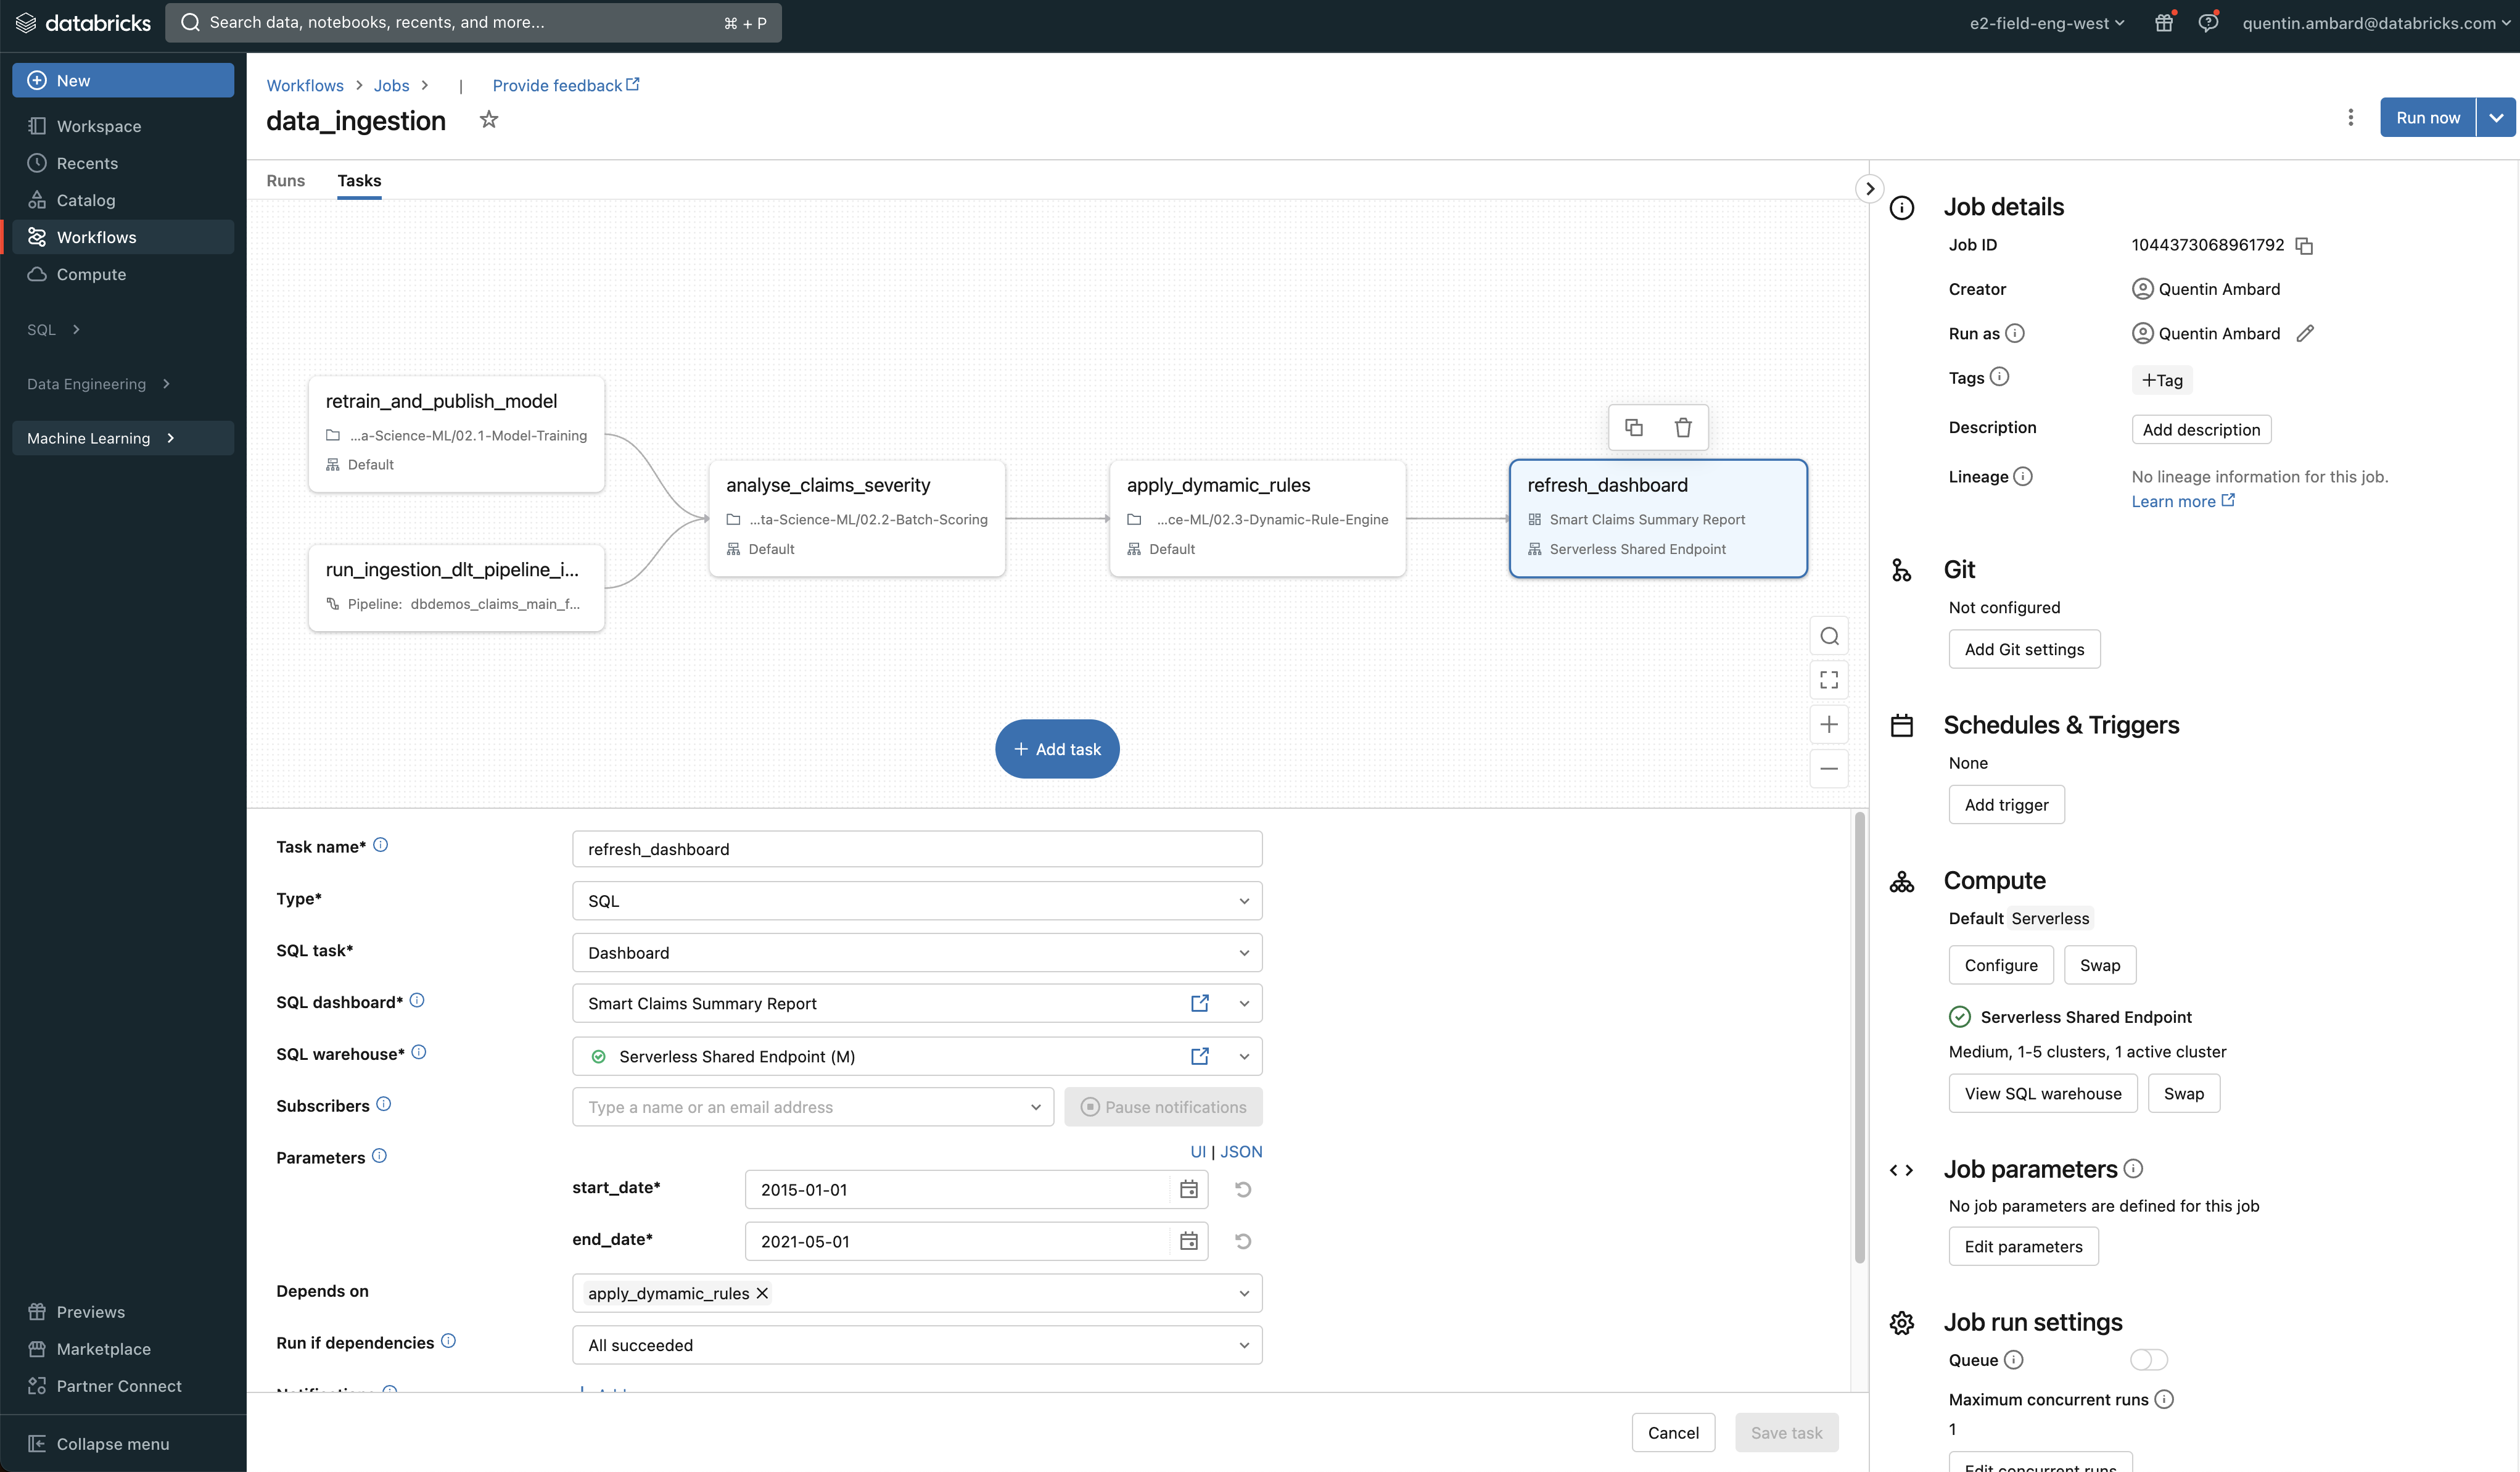 databricks
Search data, notebooks, recents, and more...
⌘ + P
e2-field-eng-west
quentin.ambard@databricks.com
New
Workspace
Recents
Catalog
Workflows
Compute
SQL
Data Engineering
Machine Learning
Previews
Marketplace
Partner Connect
Collapse menu
Workflows > Jobs > | Provide feedback
data_ingestion
Run now
Runs
Tasks
retrain_and_publish_model
...a-Science-ML/02.1-Model-Training
Default
run_ingestion_dlt_pipeline_i...
Pipeline: dbdemos_claims_main_f...
analyse_claims_severity
...ta-Science-ML/02.2-Batch-Scoring
Default
apply_dymamic_rules
...ce-ML/02.3-Dynamic-Rule-Engine
Default
refresh_dashboard
Smart Claims Summary Report
Serverless Shared Endpoint
+ Add task
Task name*
refresh_dashboard
Type*
SQL
SQL task*
Dashboard
SQL dashboard*
Smart Claims Summary Report
SQL warehouse*
Serverless Shared Endpoint (M)
Subscribers
Type a name or an email address
Pause notifications
Parameters
UI | JSON
start_date*
2015-01-01
end_date*
2021-05-01
Depends on
apply_dymamic_rules
Run if dependencies
All succeeded
Cancel
Save task
Job details
Job ID
1044373068961792
Creator
Quentin Ambard
Run as
Quentin Ambard
Tags
+Tag
Description
Add description
Lineage
No lineage information for this job.
Learn more
Git
Not configured
Add Git settings
Schedules & Triggers
None
Add trigger
Compute
Default Serverless
Configure
Swap
Serverless Shared Endpoint
Medium, 1-5 clusters, 1 active cluster
View SQL warehouse
Swap
Job parameters
No job parameters are defined for this job
Edit parameters
Job run settings
Queue
Maximum concurrent runs
1
Edit concurrent runs